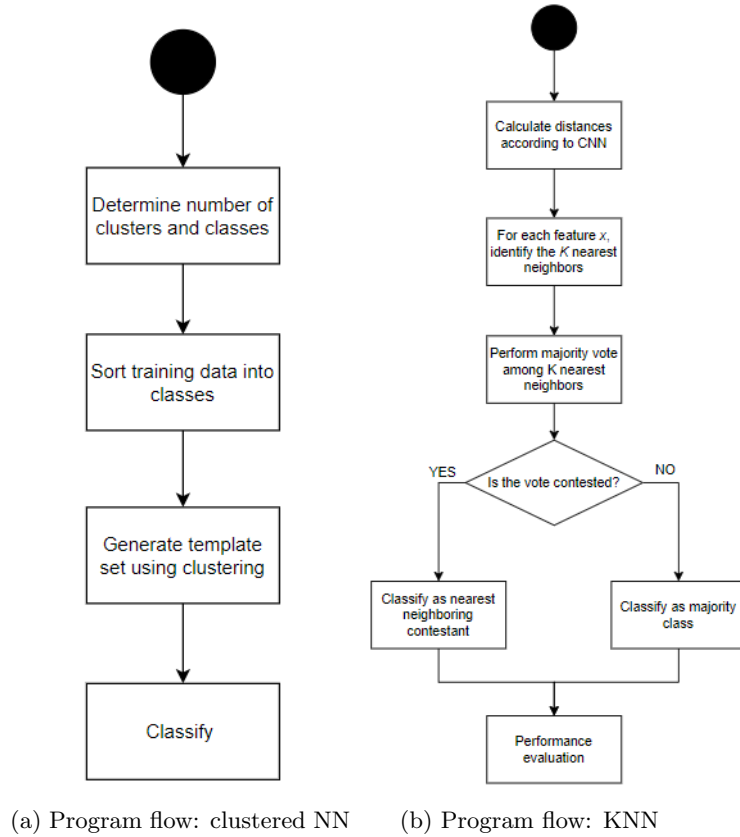 Determine number of
clusters and classes
Sort training data into
classes
Generate template
set using clustering
Classify
(a) Program flow: clustered NN
Calculate distances
according to CNN
For each feature x,
identify the K nearest
neighbors
Perform majority vote
among K nearest
neighbors
Is the vote contested?
YES
NO
Classify as nearest
neighboring
contestant
Classify as majority
class
Performance
evaluation
(b) Program flow: KNN